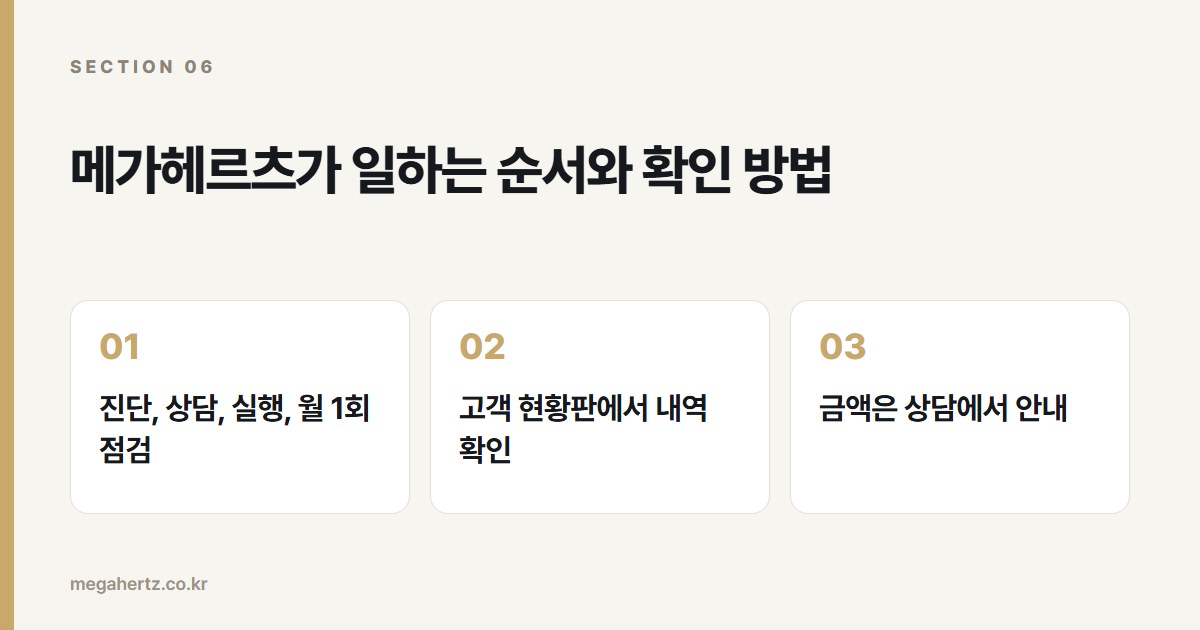 SECTION 06
메가헤르츠가 일하는 순서와 확인 방법
01
진단, 상담, 실행, 월 1회
점검
02
고객 현황판에서 내역
확인
03
금액은 상담에서 안내
megahertz.co.kr